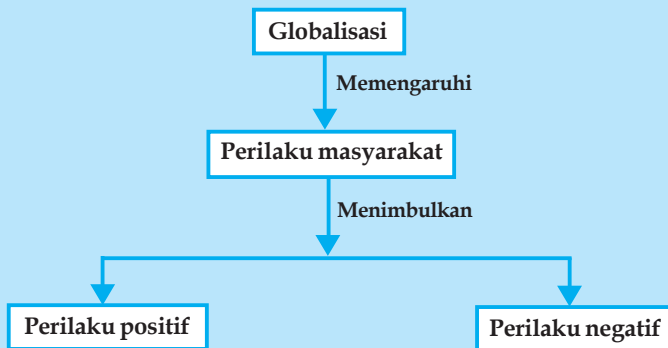 Globalisasi
Memengaruhi
Perilaku masyarakat
Menimbulkan
Perilaku positif
Perilaku negatif